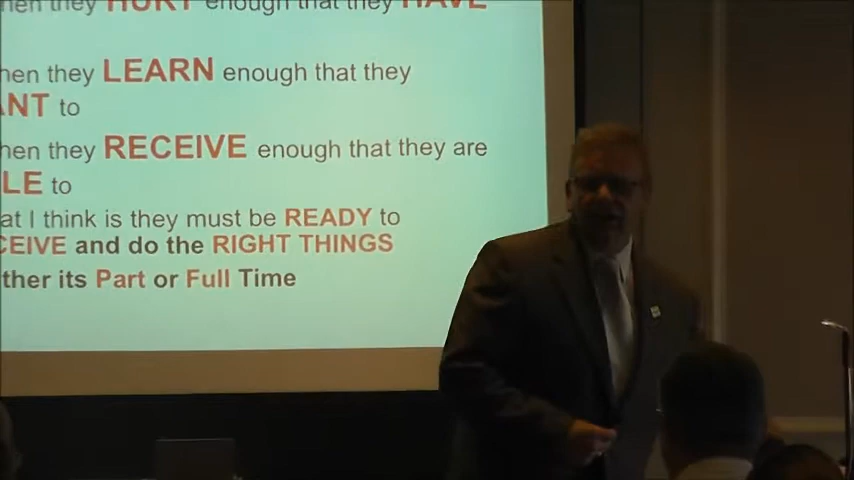 hen they HURT enough that they HAVE
hen they LEARN enough that they
ANT to
hen they RECEIVE enough that they are
LE to
at I think is they must be READY to
CEIVE and do the RIGHT THINGS
ther its Part or Full Time